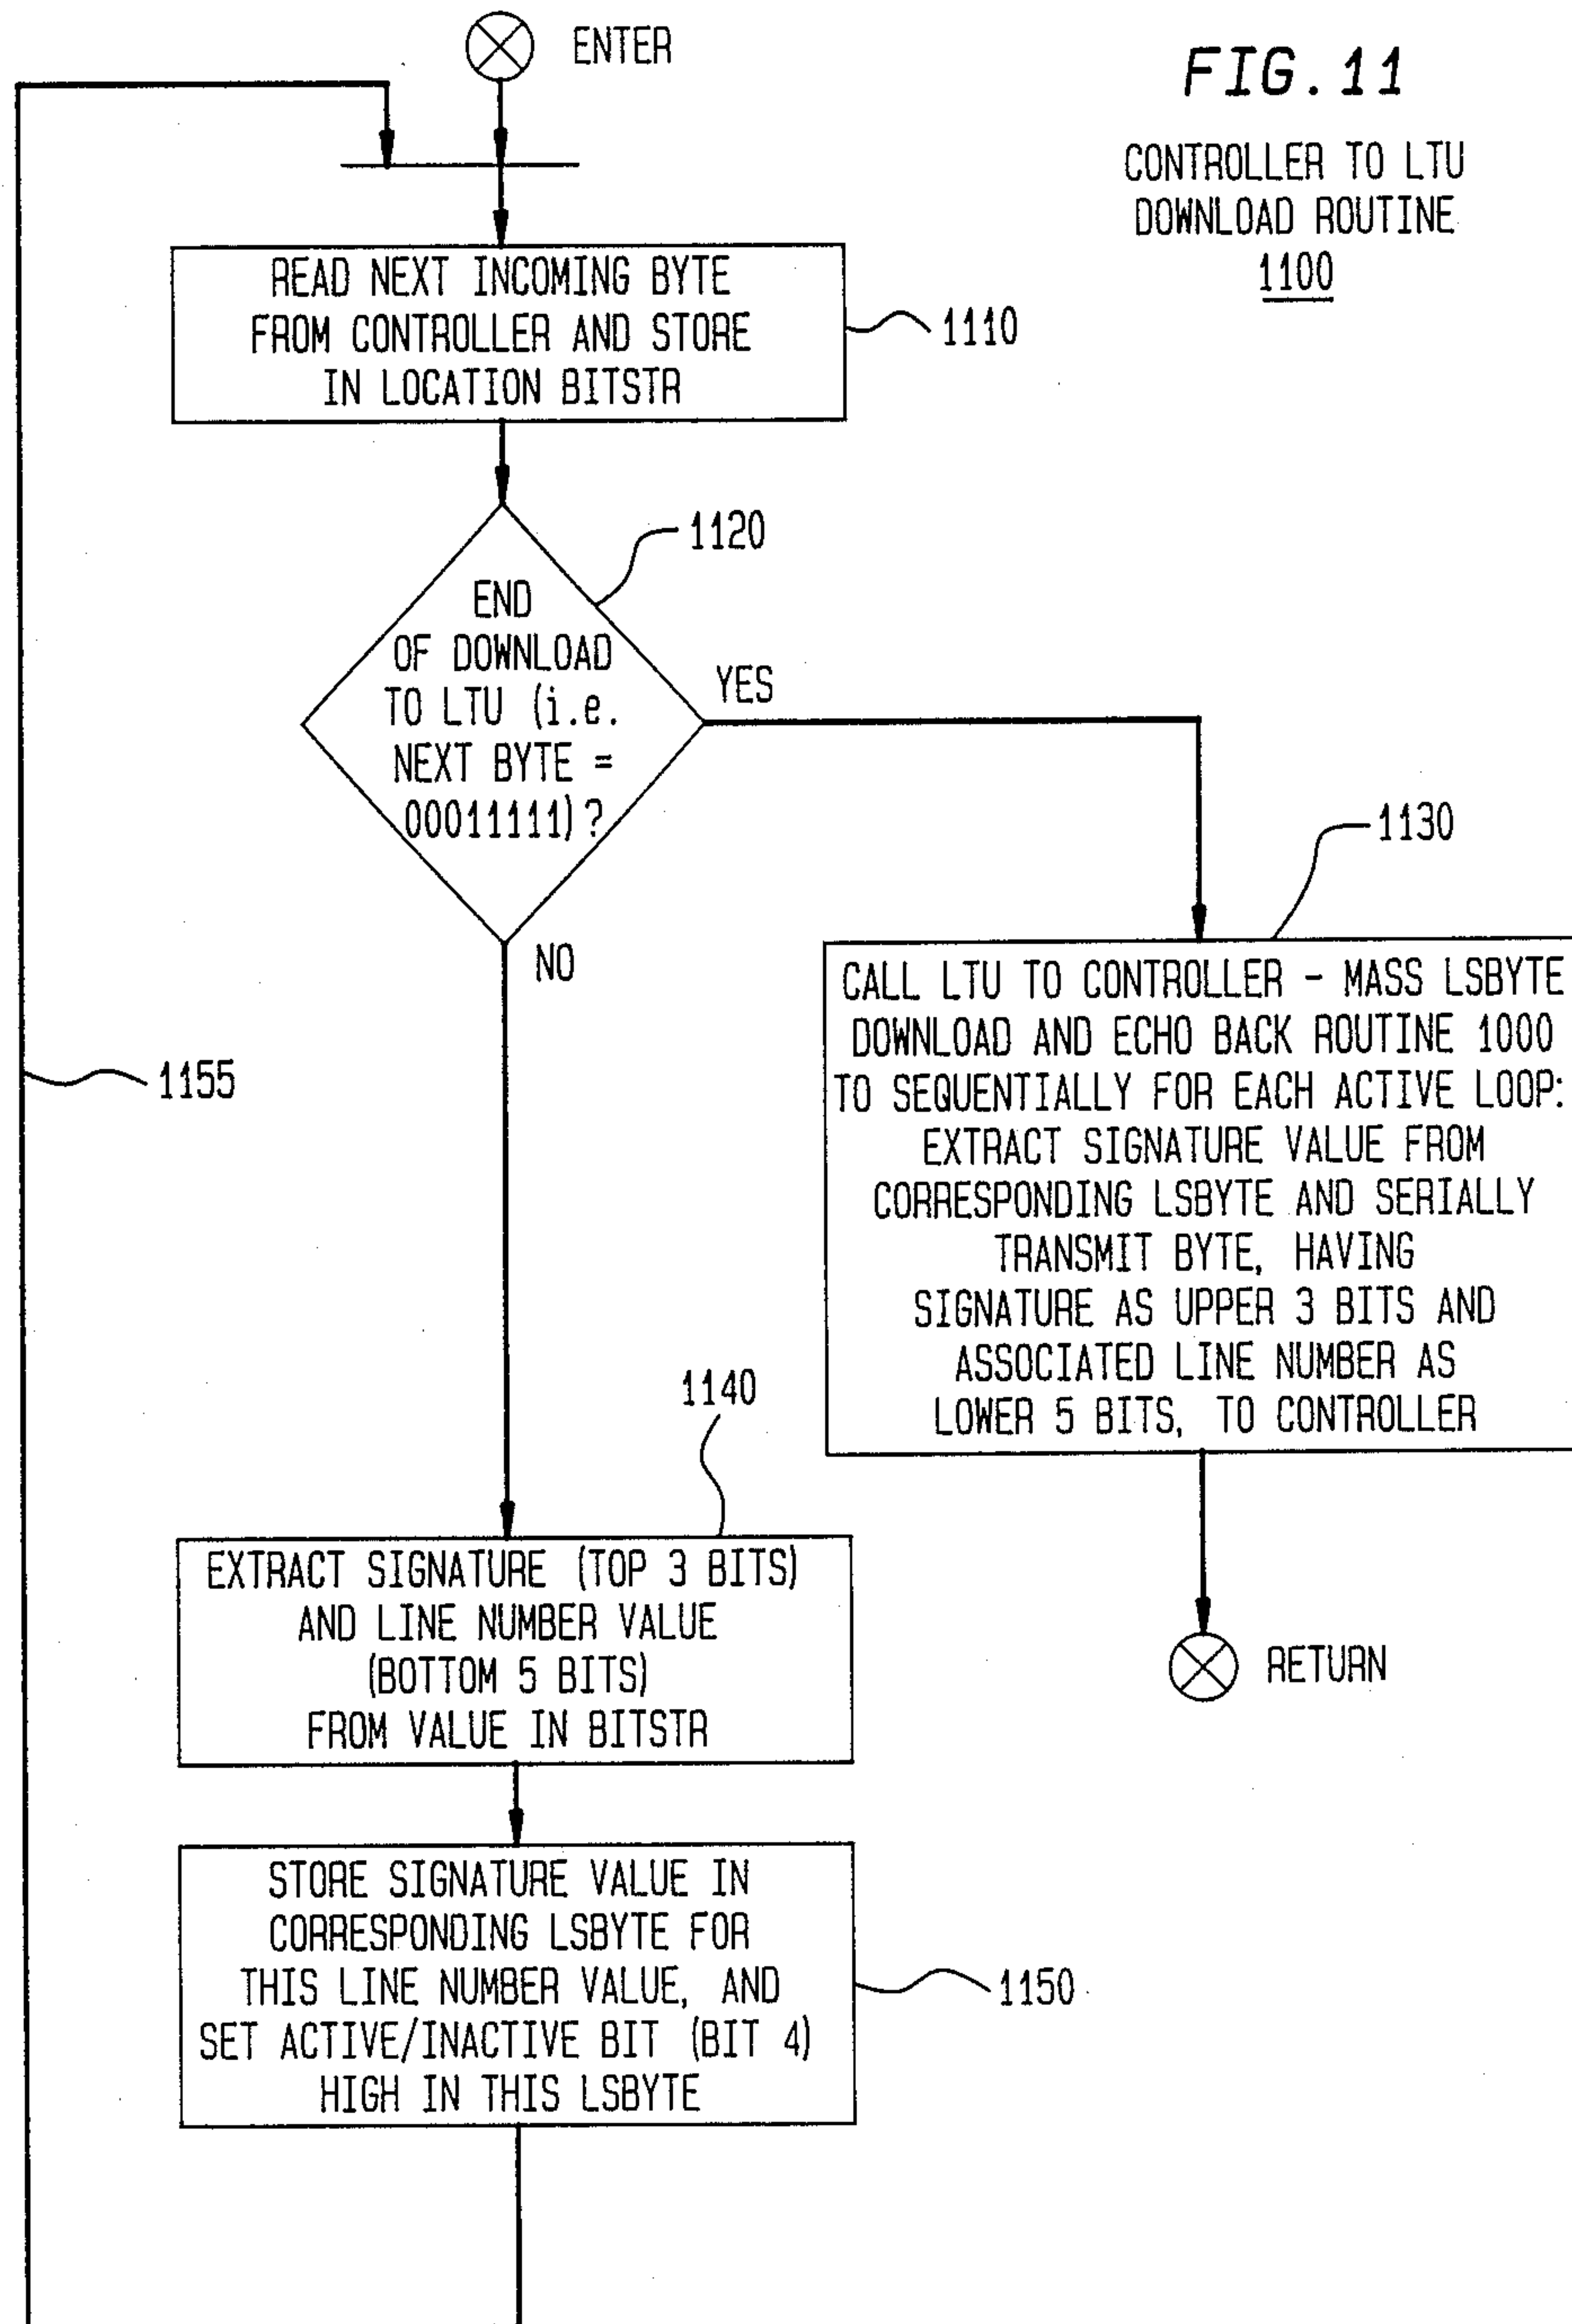 ENTER
FIG. 11
CONTROLLER TO LTU
DOWNLOAD ROUTINE
1100
READ NEXT INCOMING BYTE
FROM CONTROLLER AND STORE
IN LOCATION BITSTR
1110
1120
END
OF DOWNLOAD
TO LTU (i.e.
NEXT BYTE =
00011111)?
YES
NO
1130
CALL LTU TO CONTROLLER - MASS LSBYTE
DOWNLOAD AND ECHO BACK ROUTINE 1000
TO SEQUENTIALLY FOR EACH ACTIVE LOOP:
EXTRACT SIGNATURE VALUE FROM
CORRESPONDING LSBYTE AND SERIALLY
TRANSMIT BYTE, HAVING
SIGNATURE AS UPPER 3 BITS AND
ASSOCIATED LINE NUMBER AS
LOWER 5 BITS, TO CONTROLLER
RETURN
1155
1140
EXTRACT SIGNATURE (TOP 3 BITS)
AND LINE NUMBER VALUE
(BOTTOM 5 BITS)
FROM VALUE IN BITSTR
STORE SIGNATURE VALUE IN
CORRESPONDING LSBYTE FOR
THIS LINE NUMBER VALUE, AND
SET ACTIVE/INACTIVE BIT (BIT 4)
HIGH IN THIS LSBYTE
1150